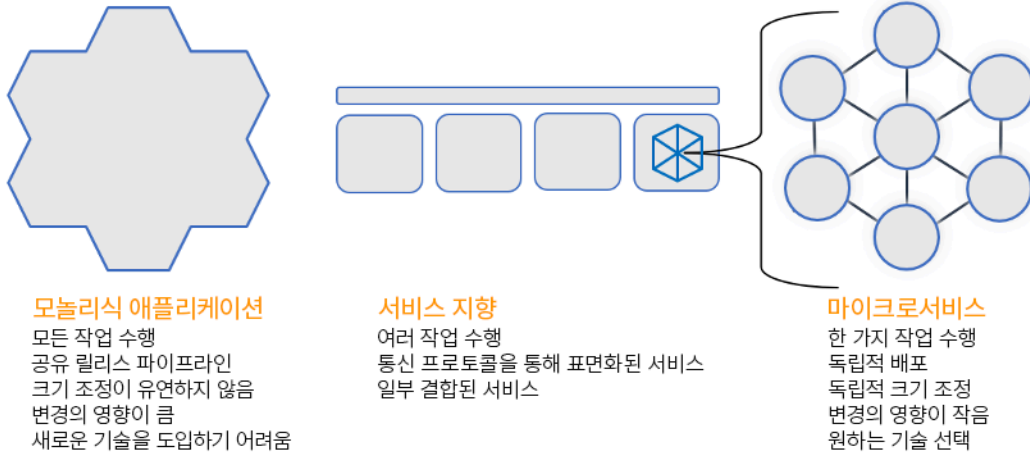 모놀리식 애플리케이션
모든 작업 수행
공유 릴리스 파이프라인
크기 조정이 유연하지 않음
변경의 영향이 큼
새로운 기술을 도입하기 어려움
서비스 지향
여러 작업 수행
통신 프로토콜을 통해 표면화된 서비스
일부 결합된 서비스
마이크로서비스
한 가지 작업 수행
독립적 배포
독립적 크기 조정
변경의 영향이 작음
원하는 기술 선택